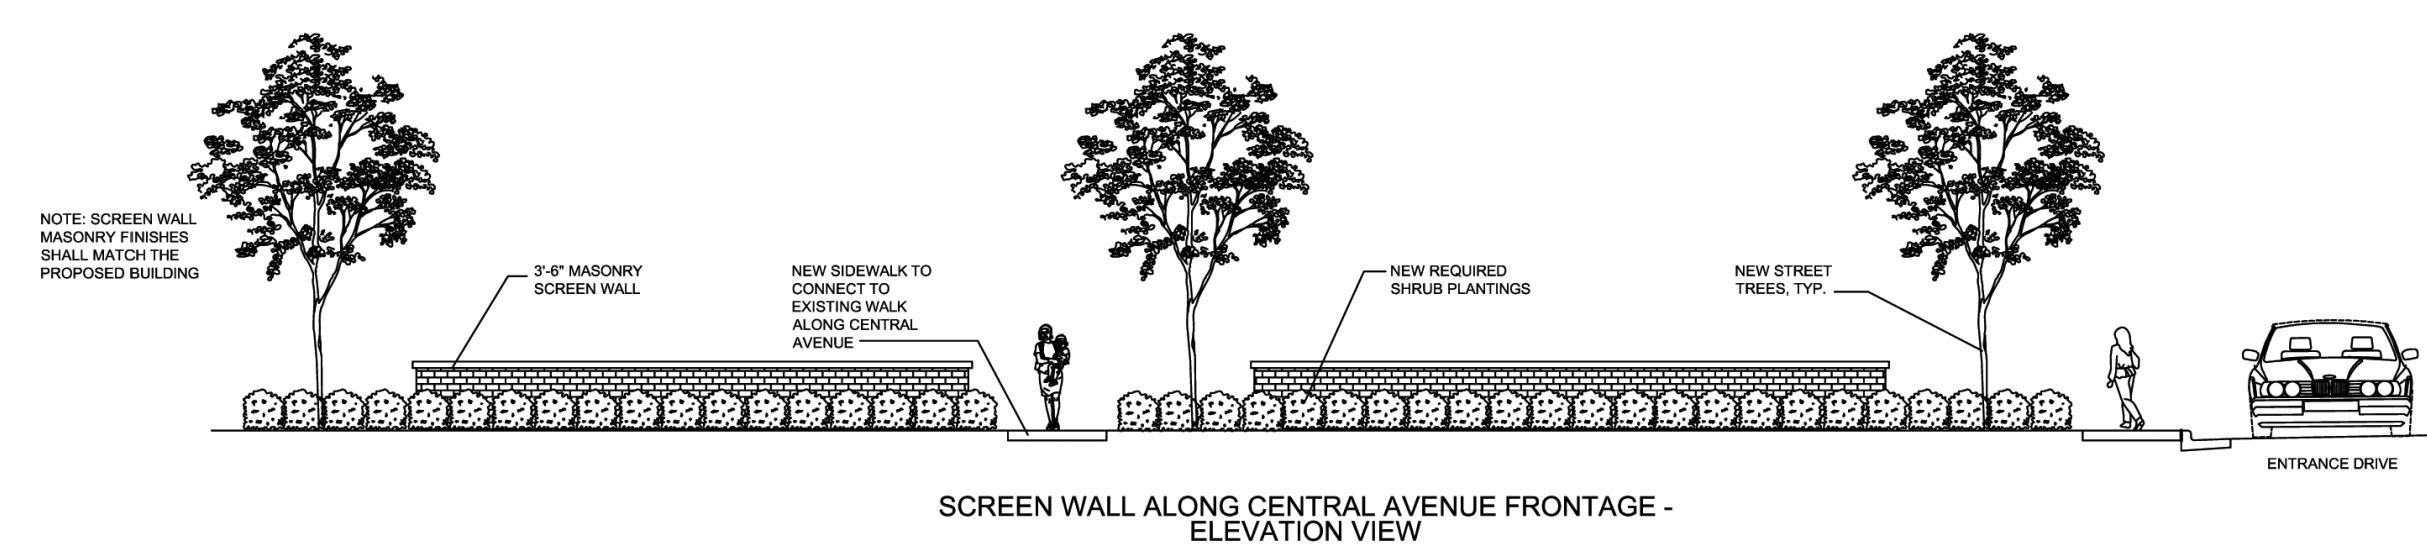 NOTE: SCREEN WALL
MASONRY FINISHES
SHALL MATCH THE
PROPOSED BUILDING
3'-6" MASONRY
SCREEN WALL
NEW SIDEWALK TO
CONNECT TO
EXISTING WALK
ALONG CENTRAL
AVENUE
NEW REQUIRED
SHRUB PLANTINGS
NEW STREET
TREES, TYP.
ENTRANCE DRIVE
SCREEN WALL ALONG CENTRAL AVENUE FRONTAGE -
ELEVATION VIEW